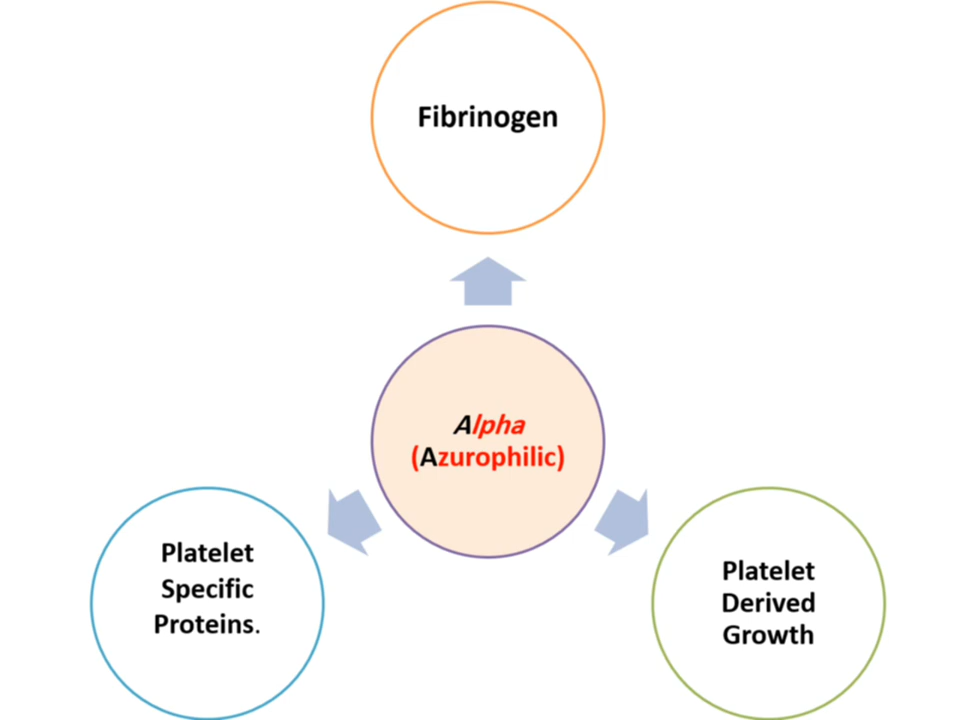 Fibrinogen
Alpha
(Azurophilic)
Platelet
Specific
Proteins.
Platelet
Derived
Growth